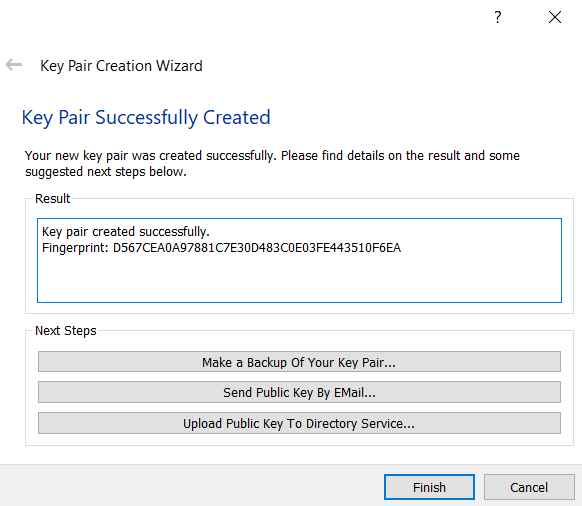 ?
Key Pair Creation Wizard
Key Pair Successfully Created
Your new key pair was created successfully. Please find details on the result and some
suggested next steps below.
Result
Key pair created successfully.
Fingerprint: D567CEA0A97881C7E30D483C0E03FE443510F6EA
Next Steps
Make a Backup Of Your Key Pair...
Send Public Key By EMail...
Upload Public Key To Directory Service...
Finish
Cancel